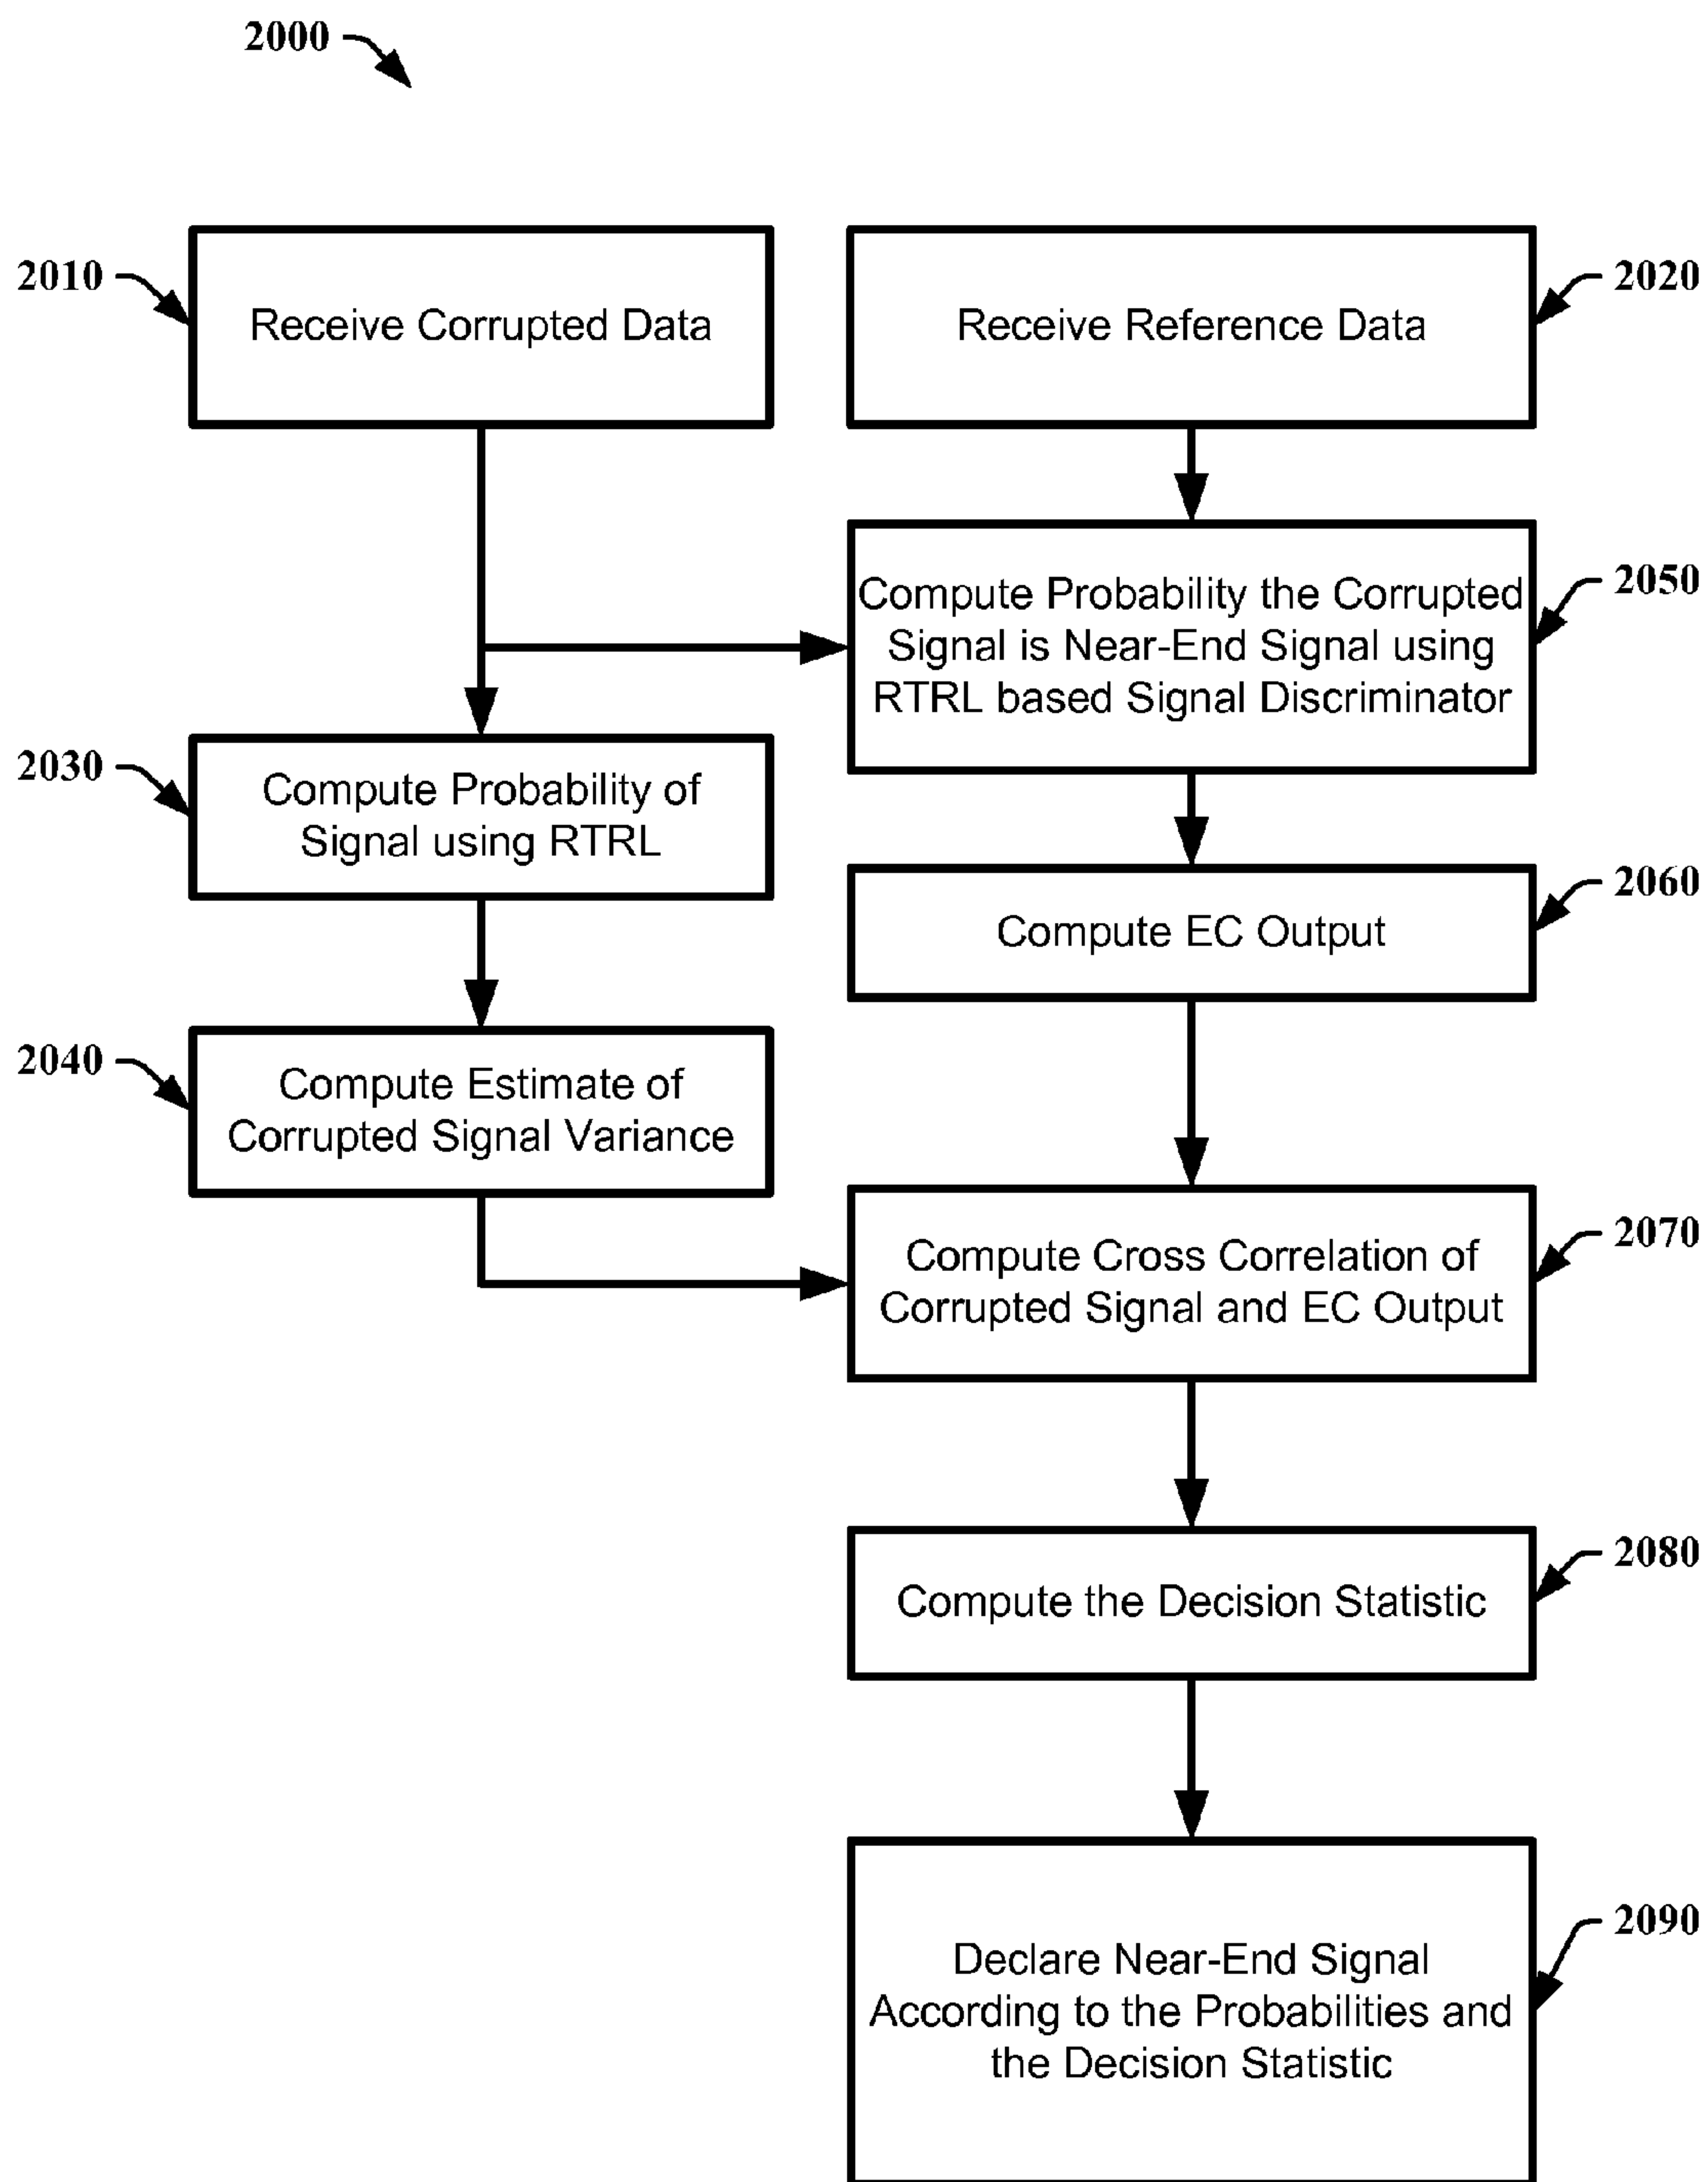 2000
2010
Receive Corrupted Data
Receive Reference Data
2020
Compute Probability the Corrupted
Signal is Near-End Signal using
RTRL based Signal Discriminator
2050
2030
Compute Probability of
Signal using RTRL
Compute EC Output
2060
2040
Compute Estimate of
Corrupted Signal Variance
Compute Cross Correlation of
Corrupted Signal and EC Output
2070
Compute the Decision Statistic
2080
Declare Near-End Signal
According to the Probabilities and
the Decision Statistic
2090